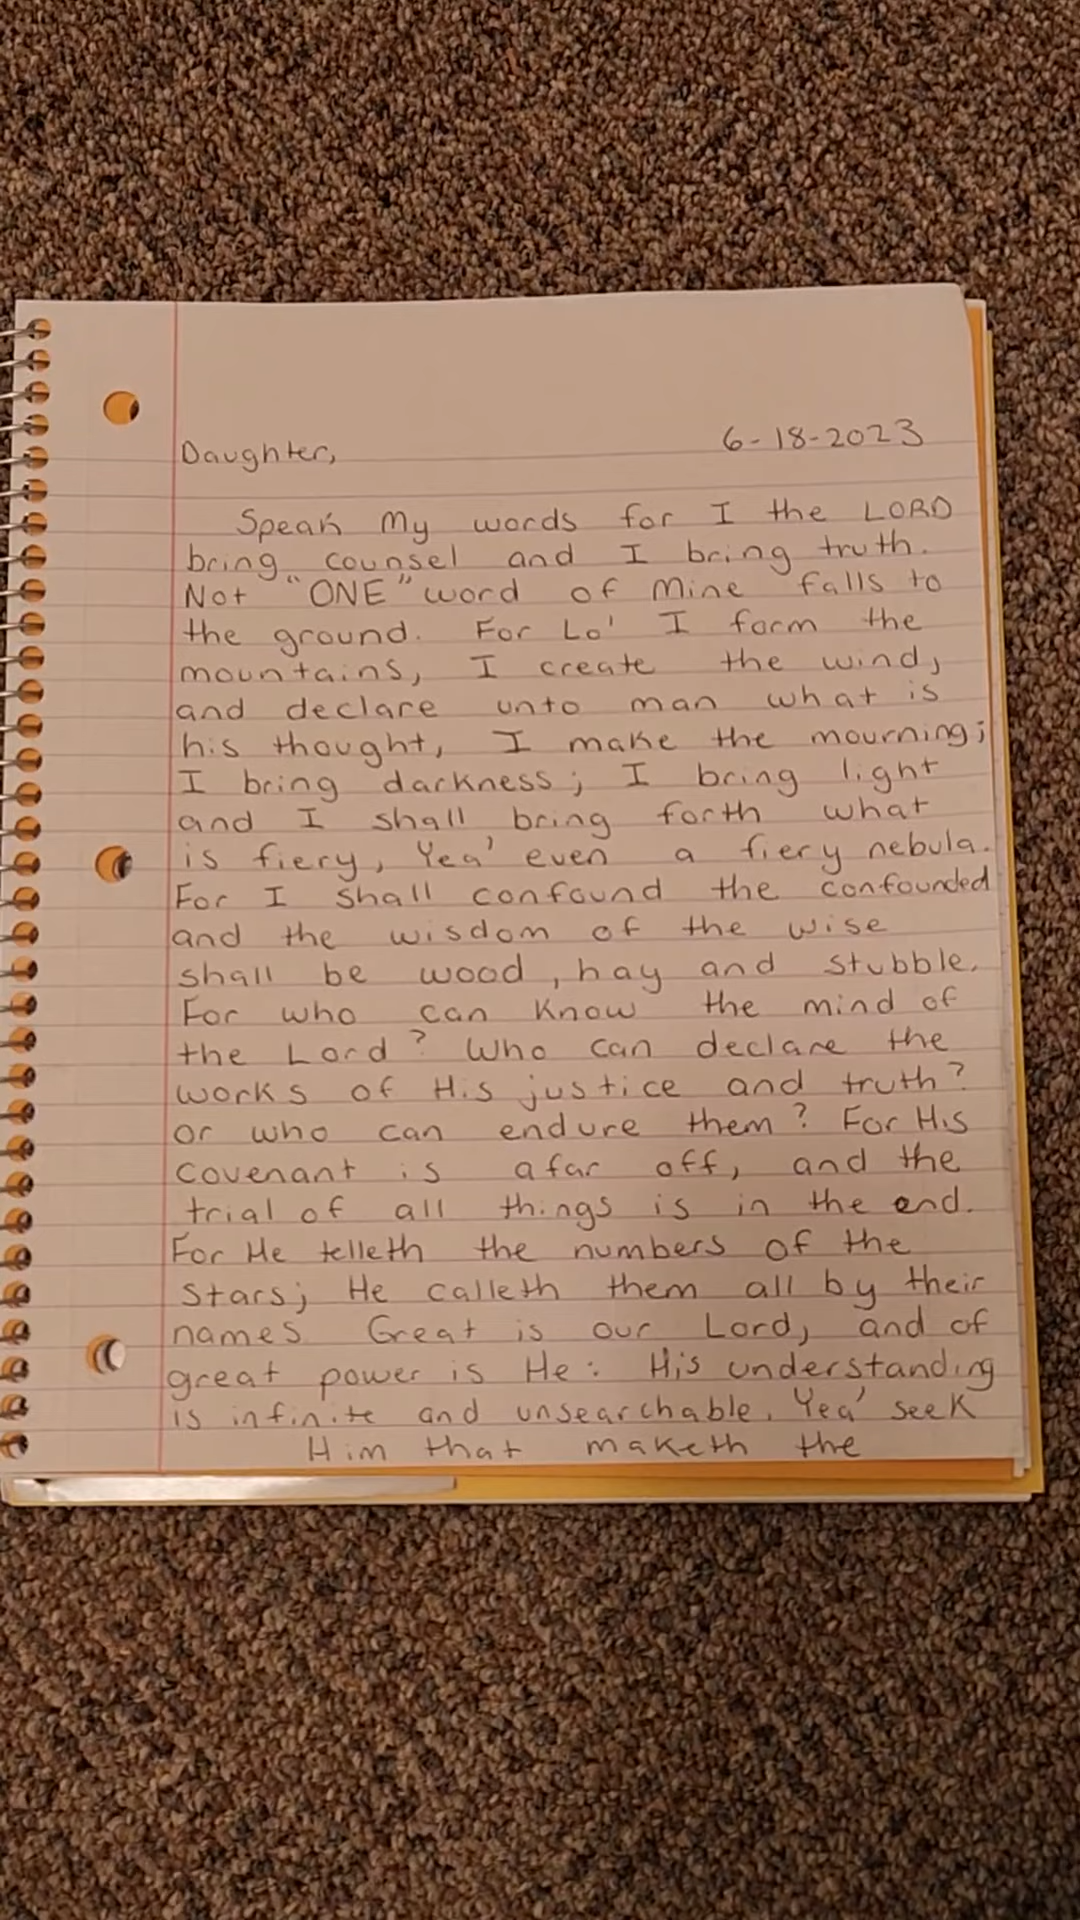 Daughter, 6-18-2023
Speak My words for I the LORD
bring counsel and I bring truth.
Not "ONE" word of Mine falls to
the ground. For Lo' I form the
mountains, I create the wind,
and declare unto man what is
his thought, I make the mourning;
I bring darkness; I bring light
and I shall bring forth what
is fiery, Yea' even a fiery nebula.
For I shall confound the confounded
and the wisdom of the wise
shall be wood, hay and stubble.
For who can know the mind of
the Lord? Who can declare the
works of His justice and truth?
or who can endure them? For His
covenant is afar off, and the
trial of all things is in the end.
For He telleth the numbers of the
stars; He calleth them all by their
names. Great is our Lord, and of
great power is He: His understanding
is infinite and unsearchable. Yea' seek
Him that maketh the